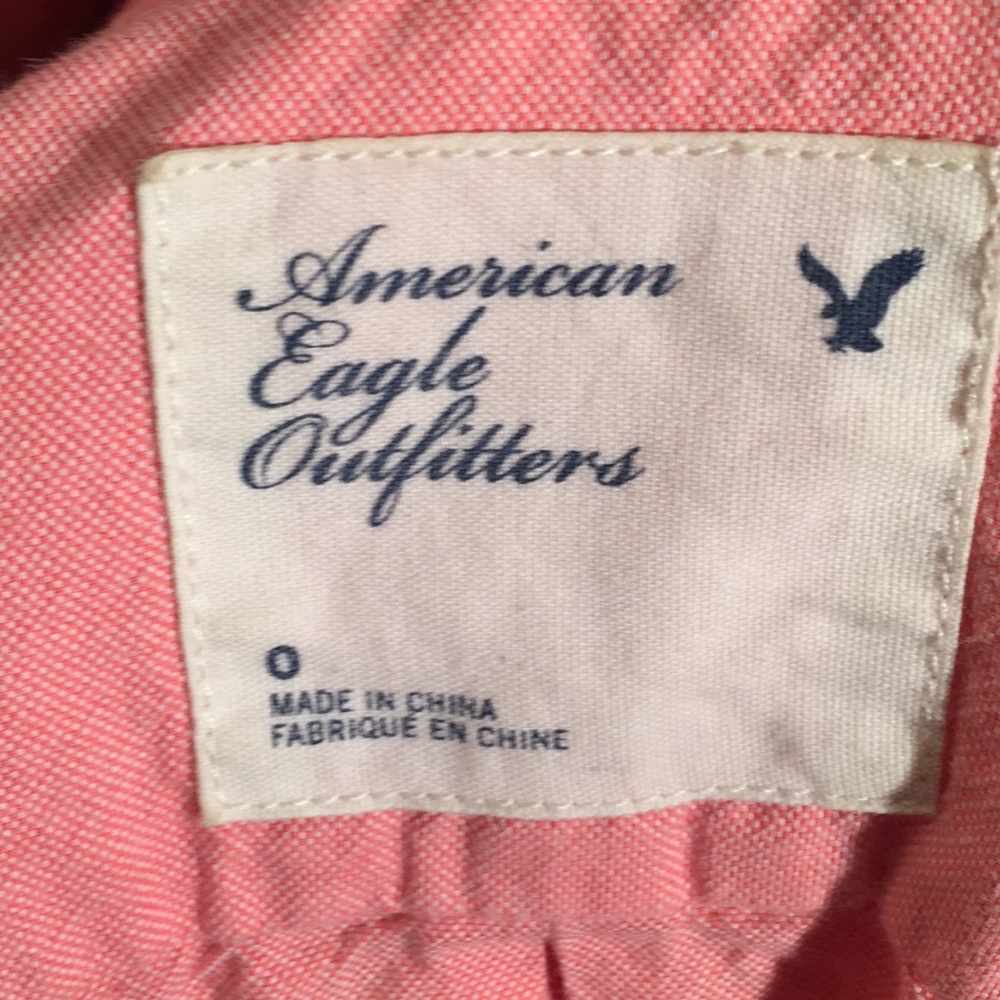 American
Eagle
Outfitters
0
MADE IN CHINA
FABRIQUÉ EN CHINE